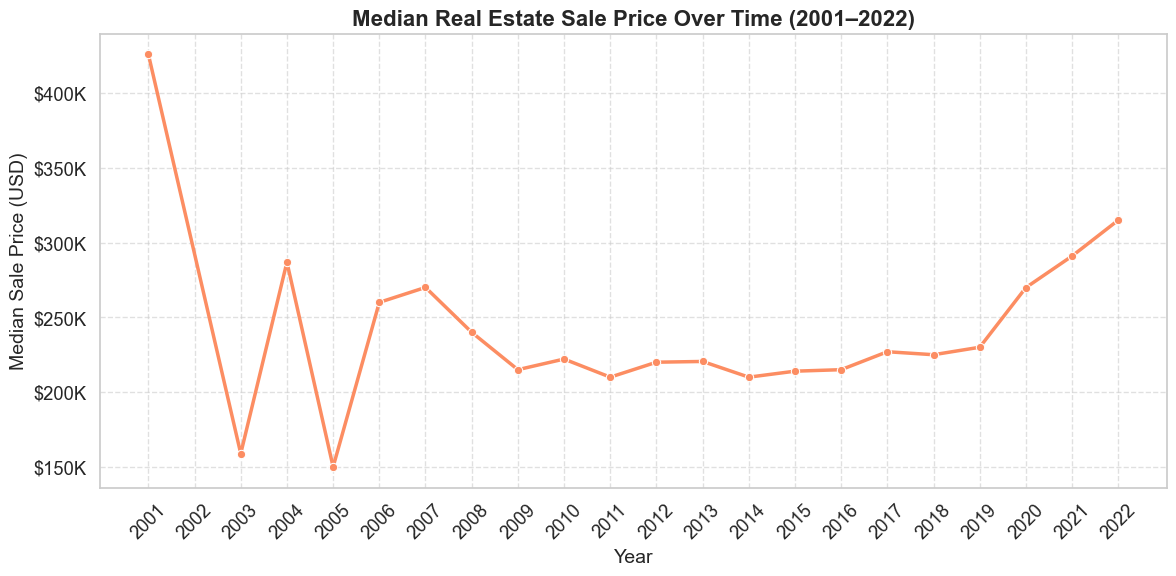 Median Real Estate Sale Price Over Time (2001–2022)
Median Sale Price (USD)
$400K
$350K
$300K
$250K
$200K
$150K
2001
2002
2003
2004
2005
2006
2007
2008
2009
2010
2011
2012
2013
2014
2015
2016
2017
2018
2019
2020
2021
2022
Year